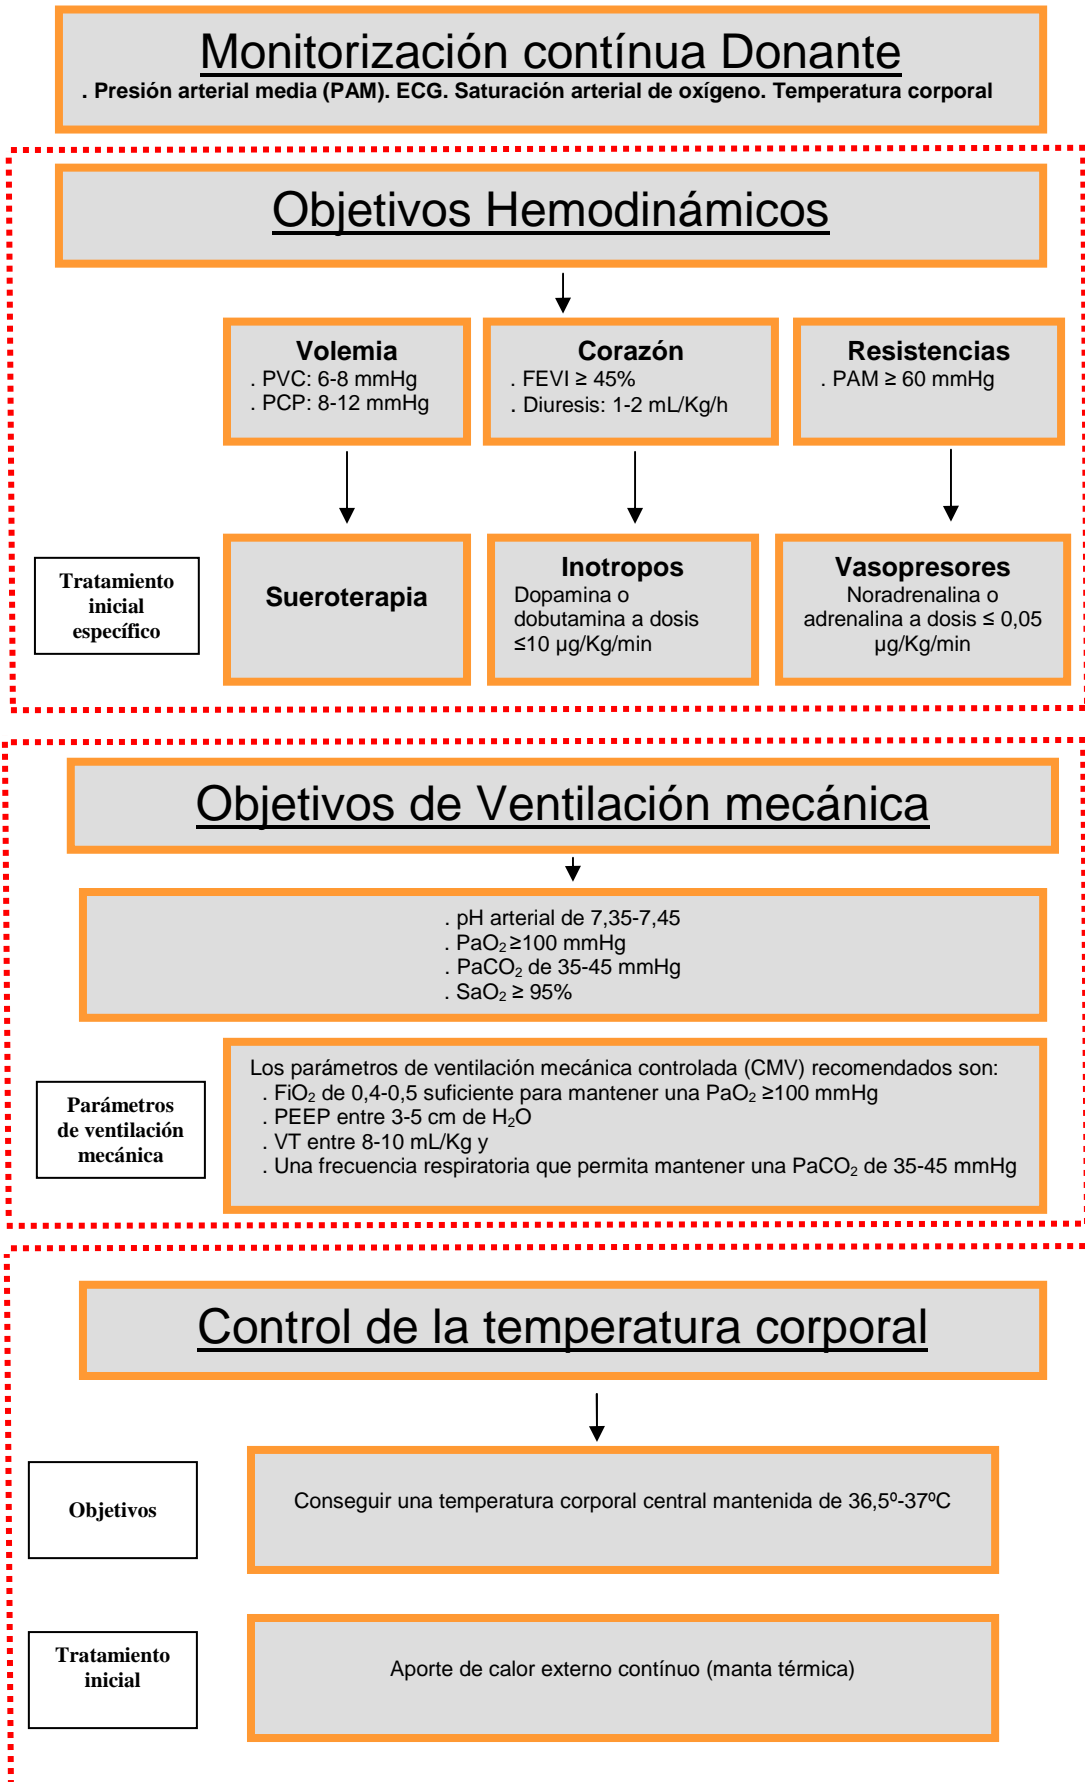 Monitorización contínua Donante
. Presión arterial media (PAM). ECG. Saturación arterial de oxígeno. Temperatura corporal
Objetivos Hemodinámicos
Volemia
. PVC: 6-8 mmHg
. PCP: 8-12 mmHg
Corazón
. FEVI ≥ 45%
. Diuresis: 1-2 mL/Kg/h
Resistencias
. PAM ≥ 60 mmHg
Tratamiento
inicial
específico
Sueroterapia
Inotropos
Dopamina o
dobutamina a dosis
≤10 µg/Kg/min
Vasopresores
Noradrenalina o
adrenalina a dosis ≤ 0,05
µg/Kg/min
Objetivos de Ventilación mecánica
. pH arterial de 7,35-7,45
. PaO₂ ≥100 mmHg
. PaCO₂ de 35-45 mmHg
. SaO₂ ≥ 95%
Parámetros
de ventilación
mecánica
Los parámetros de ventilación mecánica controlada (CMV) recomendados son:
. FiO₂ de 0,4-0,5 suficiente para mantener una PaO₂ ≥100 mmHg
. PEEP entre 3-5 cm de H₂O
. VT entre 8-10 mL/Kg y
. Una frecuencia respiratoria que permita mantener una PaCO₂ de 35-45 mmHg
Control de la temperatura corporal
Objetivos
Conseguir una temperatura corporal central mantenida de 36,5º-37ºC
Tratamiento
inicial
Aporte de calor externo contínuo (manta térmica)